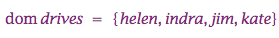 dom drives = {helen, indra, jim, kate}